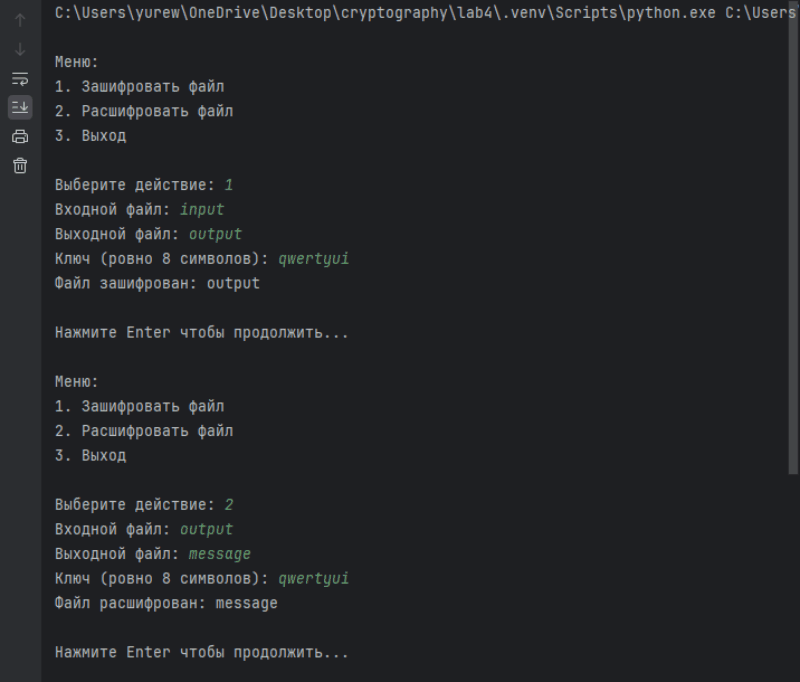 C:\Users\yurew\OneDrive\Desktop\cryptography\lab4\.venv\Scripts\python.exe C:\Users
Меню:
1. Зашифровать файл
2. Расшифровать файл
3. Выход
Выберите действие: 1
Входной файл: input
Выходной файл: output
Ключ (ровно 8 символов): qwertyui
Файл зашифрован: output
Нажмите Enter чтобы продолжить...
Меню:
1. Зашифровать файл
2. Расшифровать файл
3. Выход
Выберите действие: 2
Входной файл: output
Выходной файл: message
Ключ (ровно 8 символов): qwertyui
Файл расшифрован: message
Нажмите Enter чтобы продолжить...